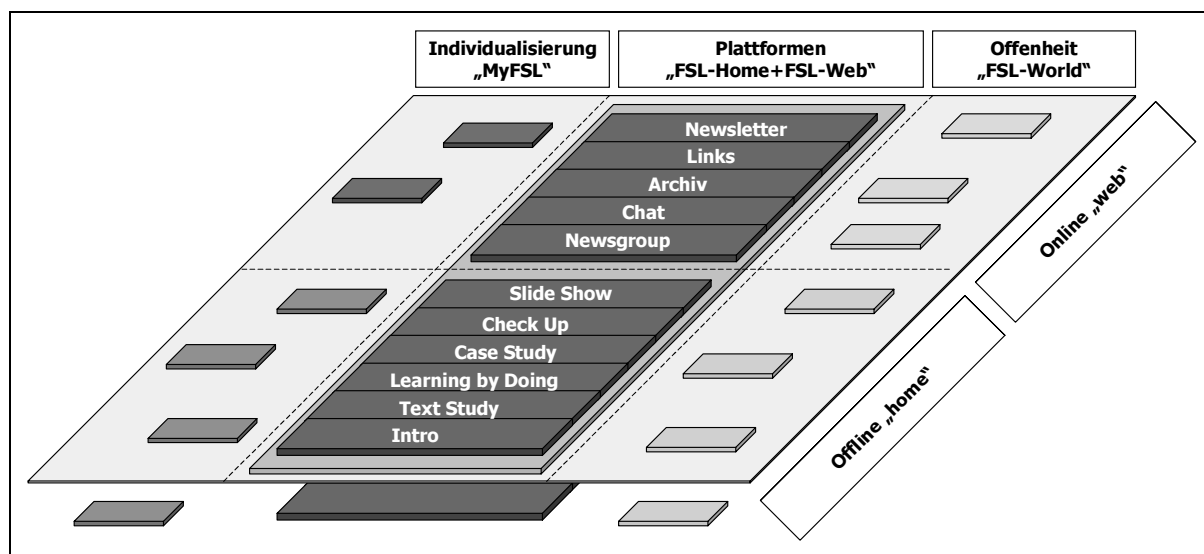 Individualisierung
„MyFSL“
Plattformen
„FSL-Home+FSL-Web“
Offenheit
„FSL-World“
Newsletter
Links
Archiv
Chat
Newsgroup
Slide Show
Check Up
Case Study
Learning by Doing
Text Study
Intro
Online „web“
Offline „home“